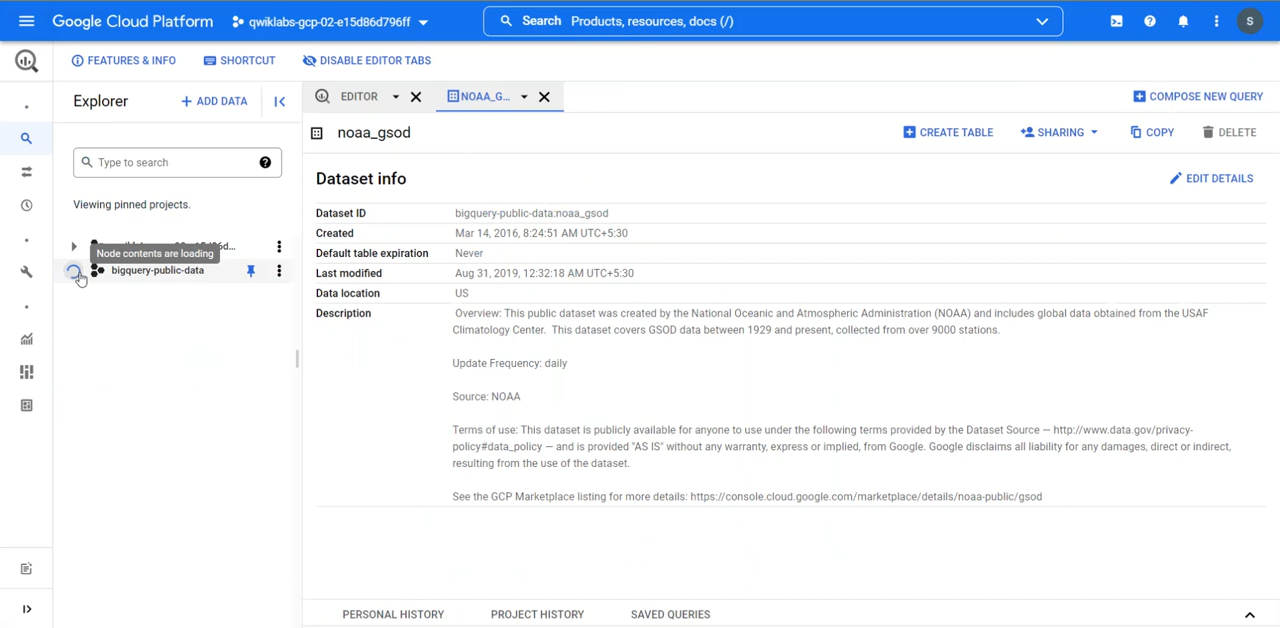 Google Cloud Platform
qwiklabs-gcp-02-e15d86d796ff
Search Products, resources, docs (/)
S
FEATURES & INFO
SHORTCUT
DISABLE EDITOR TABS
Explorer
+ ADD DATA
EDITOR
NOAA_G...
COMPOSE NEW QUERY
noaa_gsod
CREATE TABLE
SHARING
COPY
DELETE
Type to search
Viewing pinned projects.
Node contents are loading
bigquery-public-data
Dataset info
EDIT DETAILS
Dataset ID bigquery-public-data:noaa_gsod
Created Mar 14, 2016, 8:24:51 AM UTC+5:30
Default table expiration Never
Last modified Aug 31, 2019, 12:32:18 AM UTC+5:30
Data location US
Description Overview: This public dataset was created by the National Oceanic and Atmospheric Administration (NOAA) and includes global data obtained from the USAF
Climatology Center. This dataset covers GSOD data between 1929 and present, collected from over 9000 stations.
Update Frequency: daily
Source: NOAA
Terms of use: This dataset is publicly available for anyone to use under the following terms provided by the Dataset Source — http://www.data.gov/privacy-
policy#data_policy — and is provided "AS IS" without any warranty, express or implied, from Google. Google disclaims all liability for any damages, direct or indirect,
resulting from the use of the dataset.
See the GCP Marketplace listing for more details: https://console.cloud.google.com/marketplace/details/noaa-public/gsod
PERSONAL HISTORY
PROJECT HISTORY
SAVED QUERIES